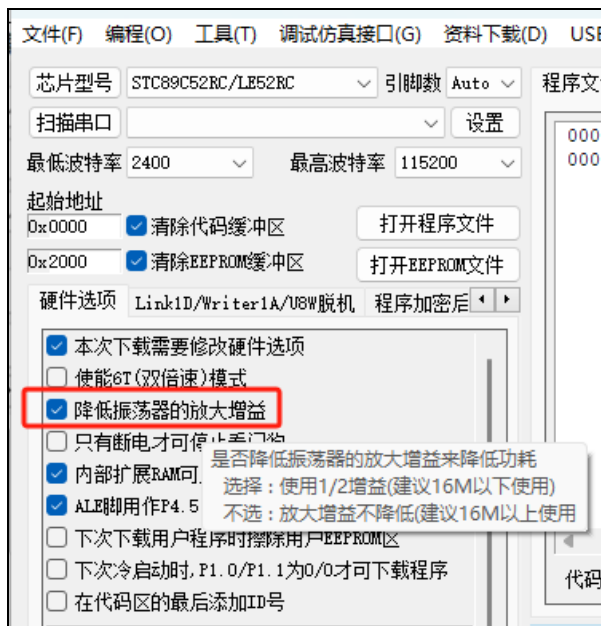 文件(F) 编程(O) 工具(T) 调试仿真接口(G) 资料下载(D) USB
芯片型号 STC89C52RC/LE52RC 引脚数 Auto 程序文
扫描串口 设置
最低波特率 2400 最高波特率 115200
起始地址
0x0000 清除代码缓冲区 打开程序文件
0x2000 清除EEPROM缓冲区 打开EEPROM文件
硬件选项 Link1D/Writer1A/U8W脱机 程序加密后
本次下载需要修改硬件选项
使能6T(双倍速)模式
降低振荡器的放大增益
只有断电才可停止看门狗
内部扩展RAM可
ALE脚用作P4.5
是否降低振荡器的放大增益来降低功耗
选择:使用1/2增益(建议16M以下使用)
不选:放大增益不降低(建议16M以上使用
下次下载用户程序时擦除用户EEPROM区
下次冷启动时,P1.0/P1.1为0/0才可下载程序
在代码区的最后添加ID号
000
000
代码